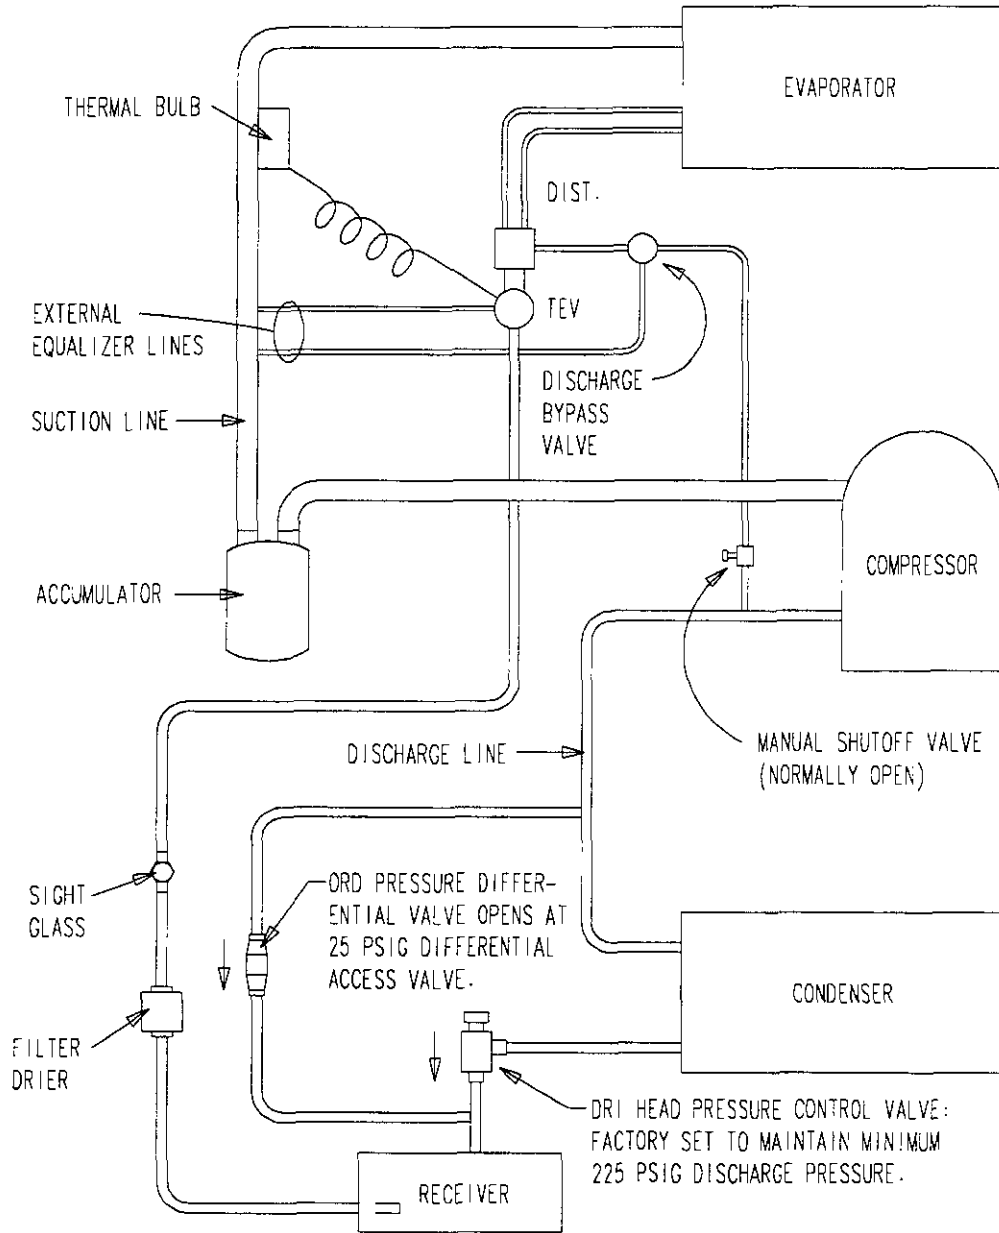 EVAPORATOR
THERMAL BULB
DIST.
EXTERNAL
EQUALIZER LINES
TEV
SUCTION LINE
DISCHARGE
BYPASS
VALVE
COMPRESSOR
ACCUMULATOR
DISCHARGE LINE
MANUAL SHUTOFF VALVE
(NORMALLY OPEN)
SIGHT
GLASS
ORD PRESSURE DIFFER-
ENTIAL VALVE OPENS AT
25 PSIG DIFFERENTIAL
ACCESS VALVE.
CONDENSER
FILTER
DRIER
DRI HEAD PRESSURE CONTROL VALVE:
FACTORY SET TO MAINTAIN MINIMUM
225 PSIG DISCHARGE PRESSURE.
RECEIVER